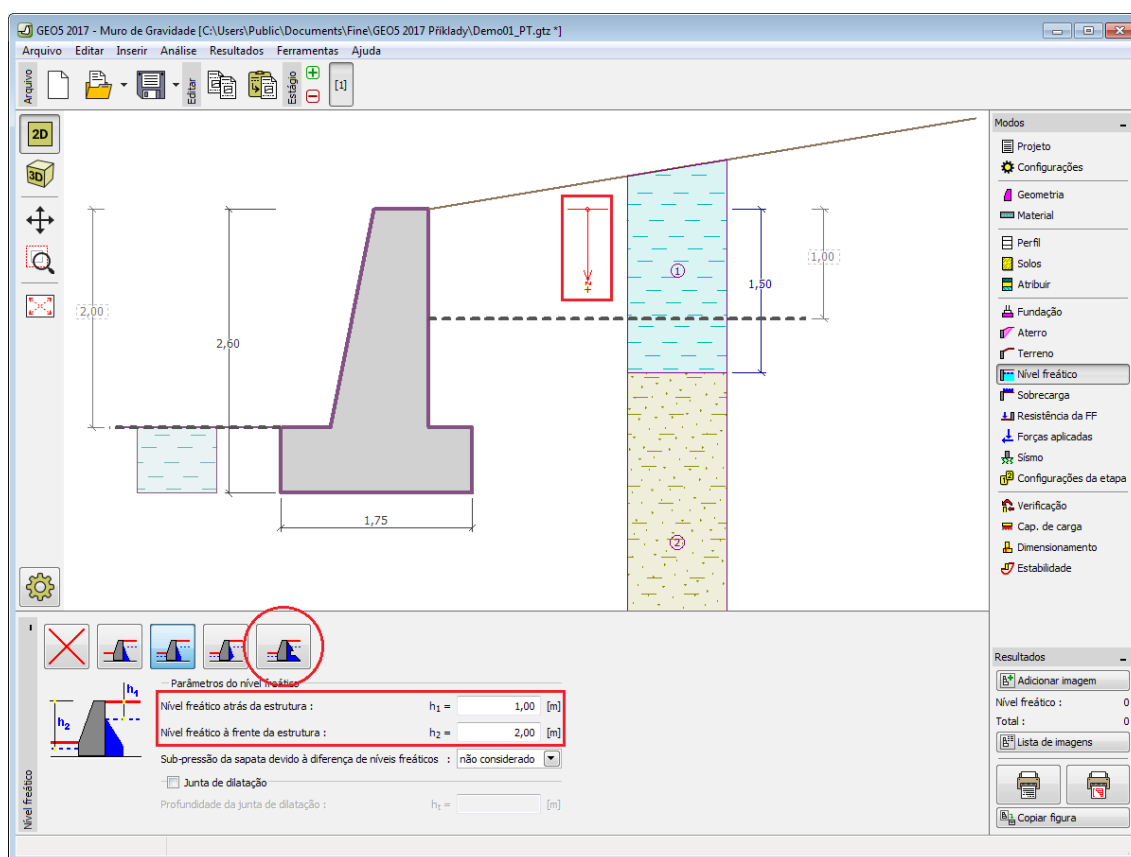 GEO5 2017 - Muro de Gravidade [C:\Users\Public\Documents\Fine\GEO5 2017 Příklady\Demo01_PT.gtz *]
Arquivo Editar Inserir Análise Resultados Ferramentas Ajuda
Arquivo
Editar
Estágio
[1]
2D
3D
2,00
2,60
1,75
+z
1
1,50
1,00
2
Modos
Projeto
Configurações
Geometria
Material
Perfil
Solos
Atribuir
Fundação
Aterro
Terreno
Nível freático
Sobrecarga
Resistência da FF
Forças aplicadas
Sísmo
Configurações da etapa
Verificação
Cap. de carga
Dimensionamento
Estabilidade
Nível freático
h1
h2
Parâmetros do nível freático
Nível freático atrás da estrutura : h1 = 1,00 [m]
Nível freático à frente da estrutura : h2 = 2,00 [m]
Sub-pressão da sapata devido à diferença de níveis freáticos : não considerado
Junta de dilatação
Profundidade da junta de dilatação : ht = [m]
Resultados
Adicionar imagem
Nível freático : 0
Total : 0
Lista de imagens
Copiar figura